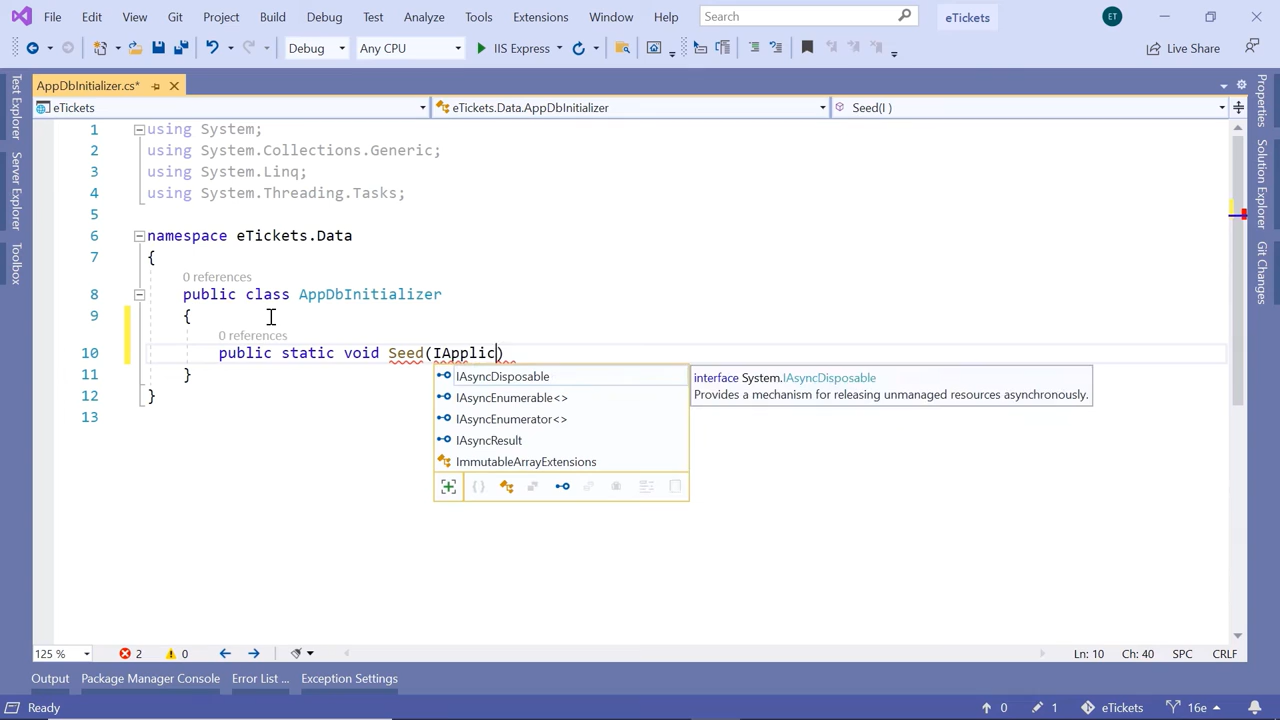 File Edit View Git Project Build Debug Test Analyze Tools Extensions Window Help Search eTickets ET
Debug Any CPU IIS Express Live Share
AppDbInitializer.cs*
eTickets eTickets.Data.AppDbInitializer Seed(I )
1 using System;
2 using System.Collections.Generic;
3 using System.Linq;
4 using System.Threading.Tasks;
5
6 namespace eTickets.Data
7 {
0 references
8 public class AppDbInitializer
9 {
0 references
10 public static void Seed(IApplic)
11 }
12 }
13
IAsyncDisposable
IAsyncEnumerable<>
IAsyncEnumerator<>
IAsyncResult
ImmutableArrayExtensions
interface System.IAsyncDisposable
Provides a mechanism for releasing unmanaged resources asynchronously.
Test Explorer
Server Explorer
Toolbox
Properties
Solution Explorer
Git Changes
125 % 2 0 Ln: 10 Ch: 40 SPC CRLF
Output Package Manager Console Error List ... Exception Settings
Ready 0 1 eTickets 16e